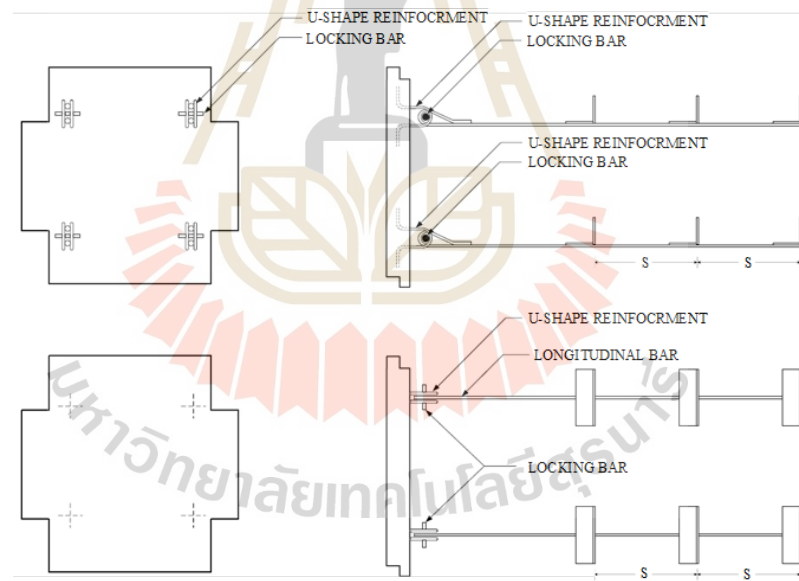 U-SHAPE REINFOCRMENT
LOCKING BAR
U-SHAPE REINFOCRMENT
LOCKING BAR
U-SHAPE REINFOCRMENT
LOCKING BAR
S S
U-SHAPE REINFOCRMENT
LONGITUDINAL BAR
LOCKING BAR
S S
มหาวิทยาลัยเทคโนโลยีสุรนารี